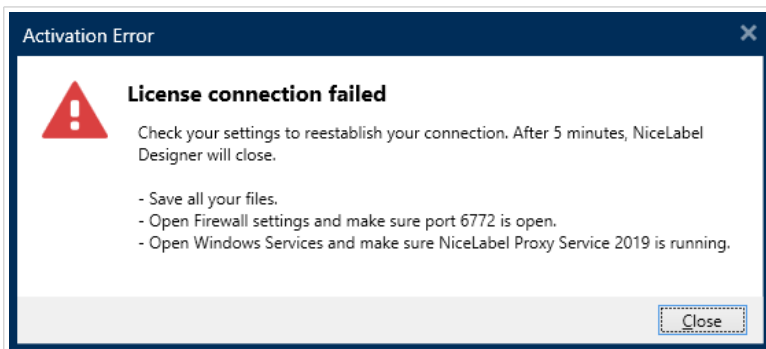 Activation Error
License connection failed
Check your settings to reestablish your connection. After 5 minutes, NiceLabel
Designer will close.
- Save all your files.
- Open Firewall settings and make sure port 6772 is open.
- Open Windows Services and make sure NiceLabel Proxy Service 2019 is running.
Close